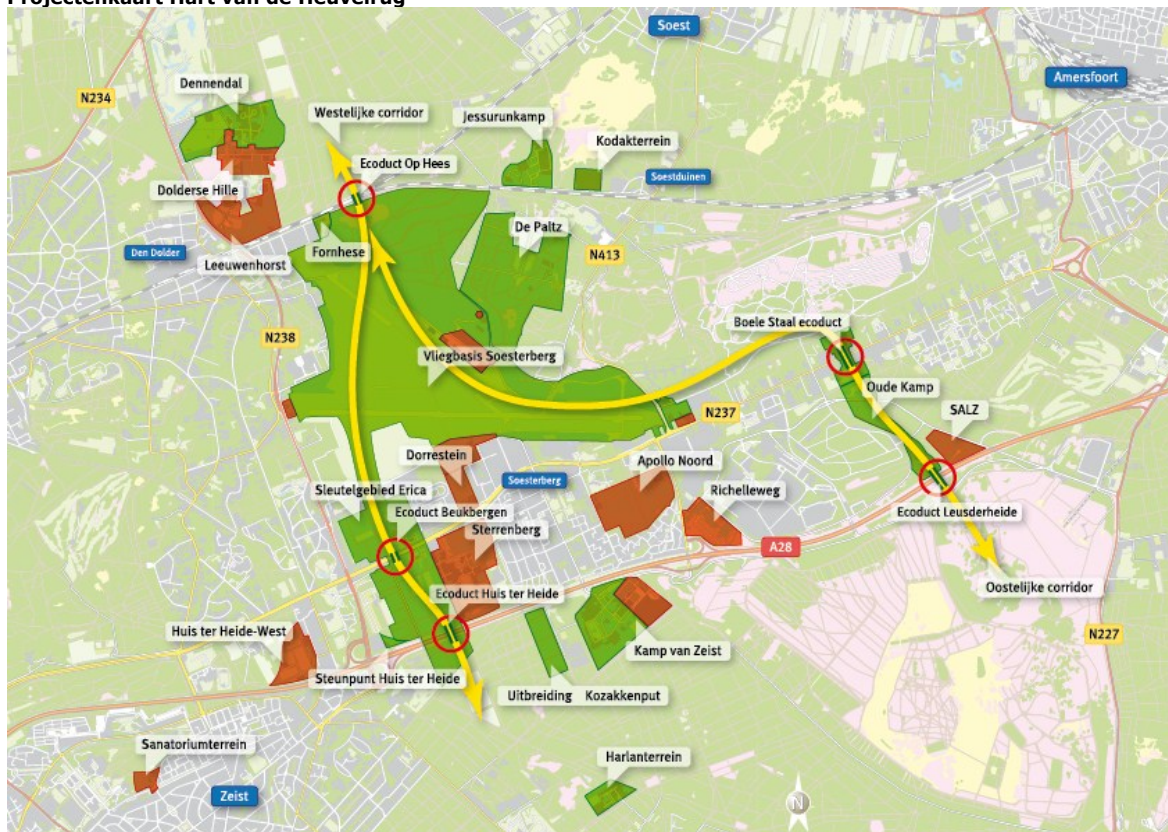 Projectenkaart Hart van de Heuvelrug
Soest
Amersfoort
Dennendal
N234
Westelijke corridor
Jessurunkamp
Kodakterrein
Ecoduct Op Hees
Soestduinen
Dolderse Hille
De Paltz
Fornhese
Den Dolder
N413
Leeuwenhorst
Boele Staal ecoduct
N238
Vliegbasis Soesterberg
Oude Kamp
N237
SALZ
Dorrestein
Apollo Noord
Soesterberg
Sleutelgebied Erica
Richelleweg
Ecoduct Beukbergen
Ecoduct Leusderheide
Sterrenberg
A28
Ecoduct Huis ter Heide
Oostelijke corridor
Huis ter Heide-West
N227
Kamp van Zeist
Steunpunt Huis ter Heide
Uitbreiding Kozakkenput
Sanatoriumterrein
Harlanterrein
Zeist
N